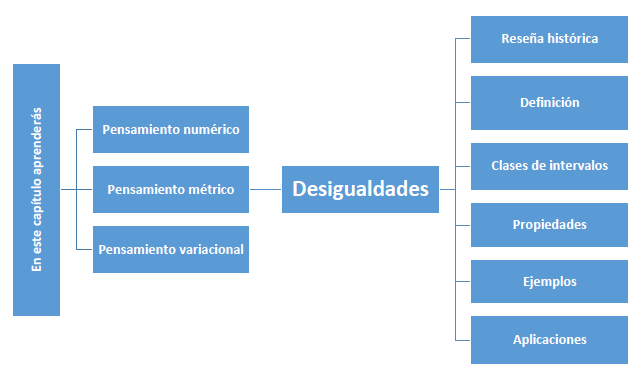 En este capítulo aprenderás
Pensamiento numérico
Pensamiento métrico
Pensamiento variacional
Desigualdades
Reseña histórica
Definición
Clases de intervalos
Propiedades
Ejemplos
Aplicaciones